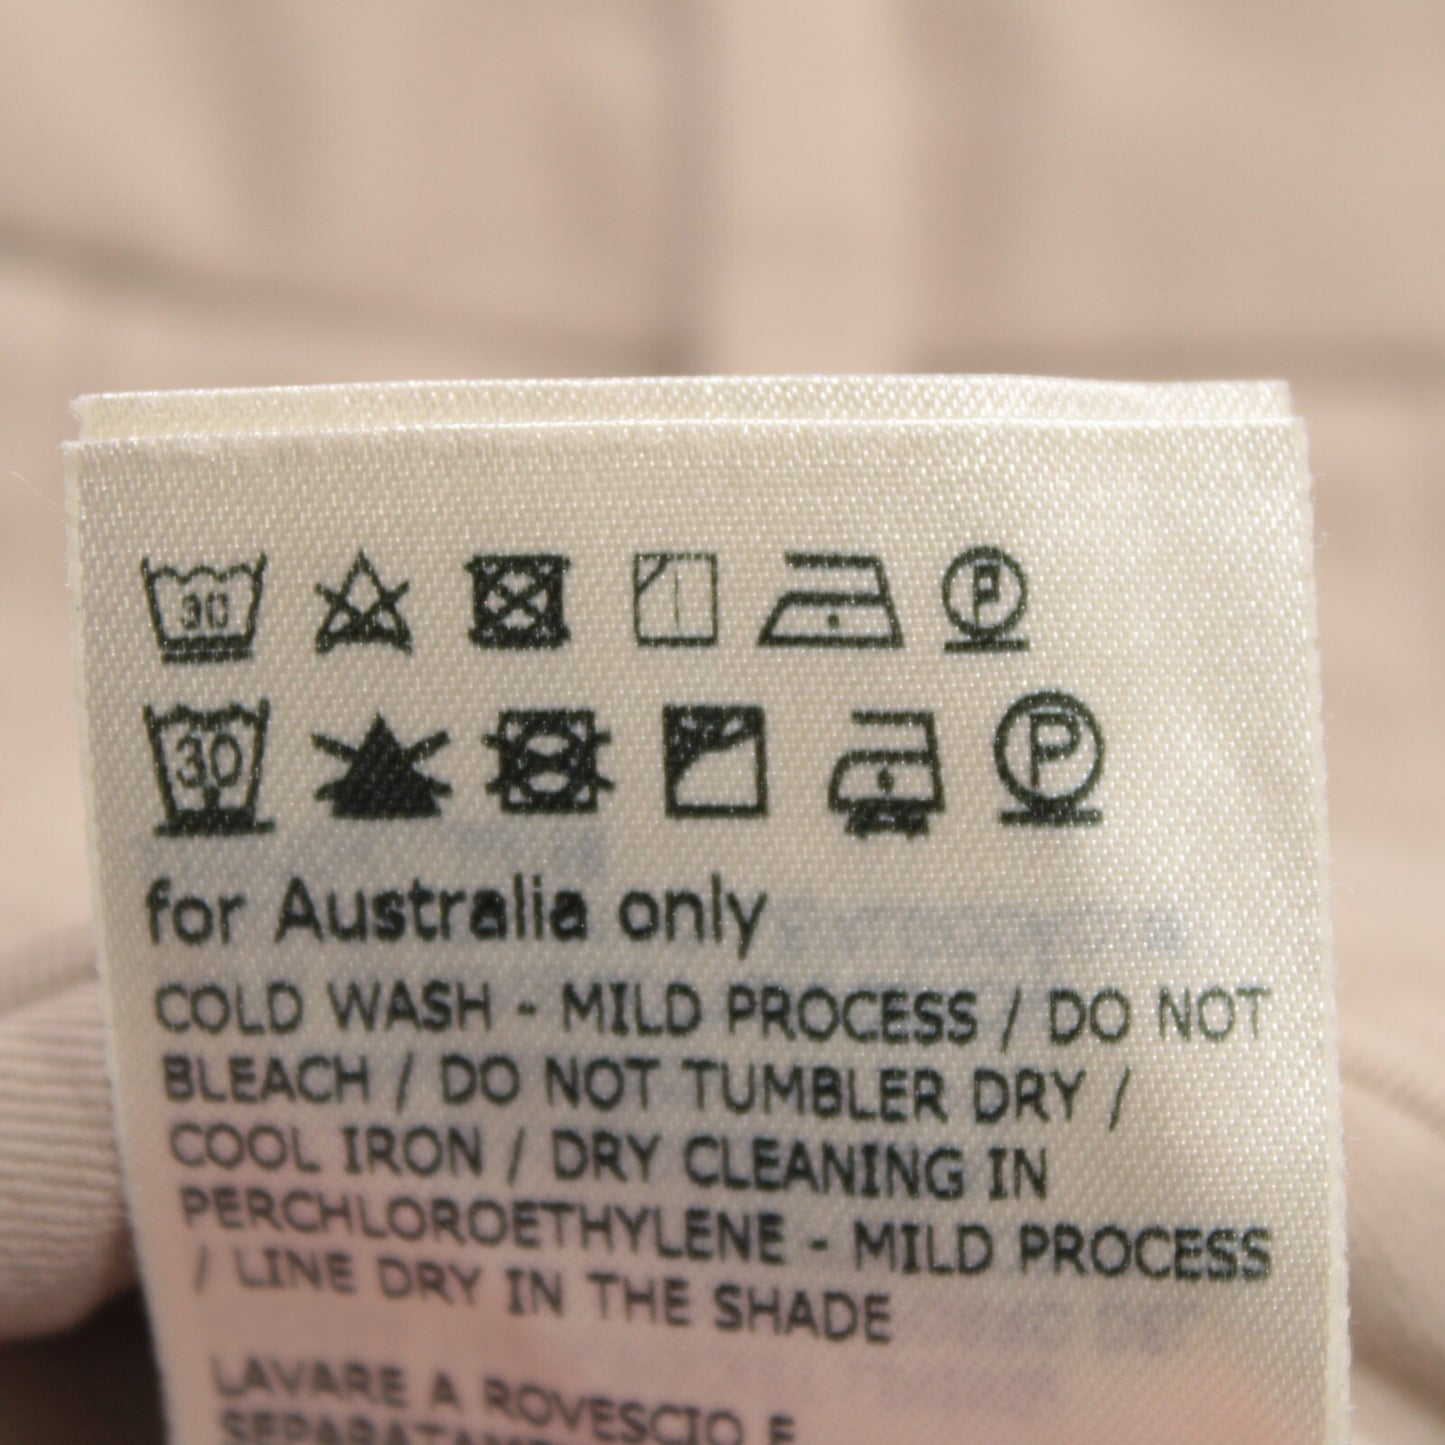 30 P
30 P
for Australia only
COLD WASH - MILD PROCESS / DO NOT
BLEACH / DO NOT TUMBLER DRY /
COOL IRON / DRY CLEANING IN
PERCHLOROETHYLENE - MILD PROCESS
/ LINE DRY IN THE SHADE
LAVARE A ROVESCIO E